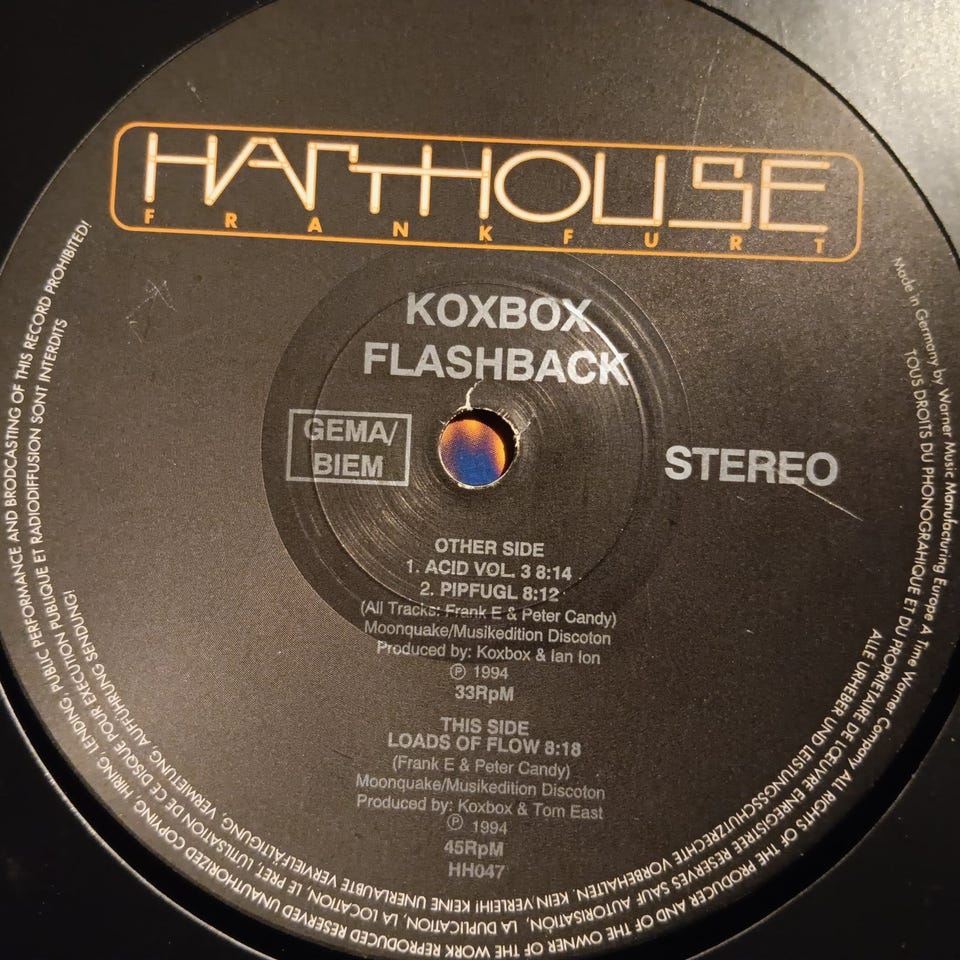 HARTHOUSE
FRANKFURT
KOXBOX
FLASHBACK
GEMA/
BIEM
STEREO
OTHER SIDE
1. ACID VOL. 3 8:14
2. PIPFUGL 8:12
(All Tracks: Frank E & Peter Candy)
Moonquake/Musikedition Discoton
Produced by: Koxbox & Ian Ion
Ⓟ 1994
33RpM
THIS SIDE
LOADS OF FLOW 8:18
(Frank E & Peter Candy)
Moonquake/Musikedition Discoton
Produced by: Koxbox & Tom East
Ⓟ 1994
45RpM
HH047
Made in Germany by Warner Music Manufacturing Europe A Time Warner Company ALL RIGHTS OF THE PRODUCER AND OF THE OWNER OF THE WORK REPRODUCED RESERVED UNAUTHORIZED COPYING, HIRING, LENDING, PUBLIC PERFORMANCE AND BRODCASTING OF THIS RECORD PROHIBITED!
TOUS DROITS DU PHONOGRAHIQUE ET DU PROPRIETAIRE DE L'ŒUVRE ENREGISTREE RESERVES SAUF AUTORISATION, LA DUPLICATION, LA LOCATION, LE PRET, L'UTILISATION DE CE DISQUE POUR EXECUTION PUBLIQUE ET RADIODIFFUSION SONT INTERDITS
ALLE URHEBER UND LEISTUNGSSCHUTZRECHTE VORBEHALTEN. KEIN VERLEIH! KEINE UNERLAUBTE VERVIELFÄLTIGUNG, VERMIETUNG, AUFFÜHRUNG SENDUNG!